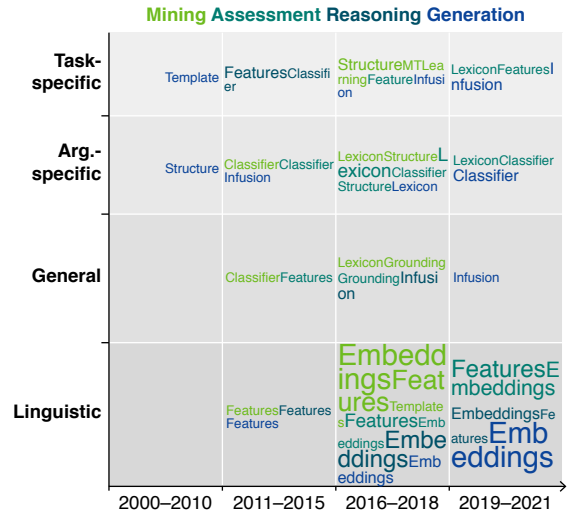 Mining Assessment Reasoning Generation
Task-
specific
Template
FeaturesClassifi
er
StructureMTLea
rningFeatureInfusi
on
LexiconFeaturesI
nfusion
Arg.-
specific
Structure
ClassifierClassifier
Infusion
LexiconStructureL
exiconClassifier
StructureLexicon
LexiconClassifier
Classifier
General
ClassifierFeatures
LexiconGrounding
GroundingInfusi
on
Infusion
Linguistic
FeaturesFeatures
Features
Embedd
ingsFeat
uresTemplate
sFeaturesEmb
eddingsEmbe
ddingsEmb
eddings
FeaturesE
mbeddings
EmbeddingsFe
aturesEmb
eddings
2000–2010 2011–2015 2016–2018 2019–2021